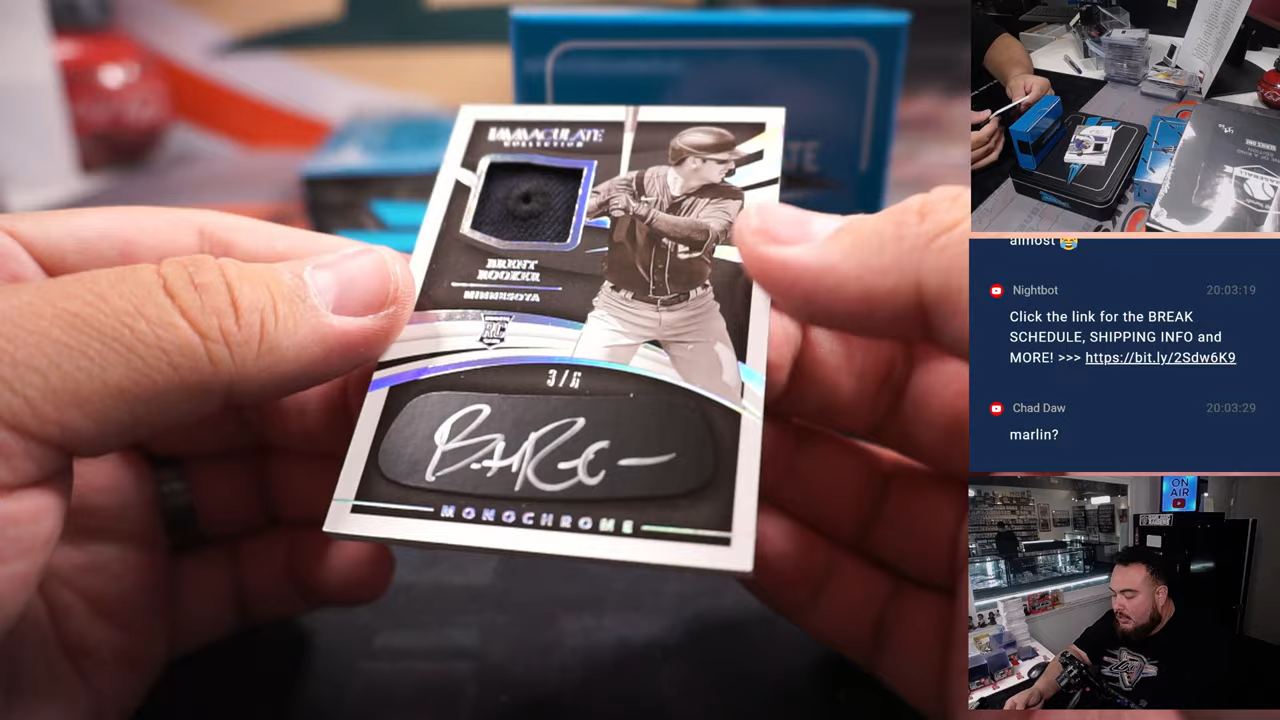 IMMACULATE
COLLECTION
BRENT
ROOKER
MINNESOTA
RC
3/5
MONOCHROME
almost 😅
Nightbot 20:03:19
Click the link for the BREAK
SCHEDULE, SHIPPING INFO and
MORE! >>> https://bit.ly/2Sdw6K9
Chad Daw 20:03:29
marlin?
ON
AIR